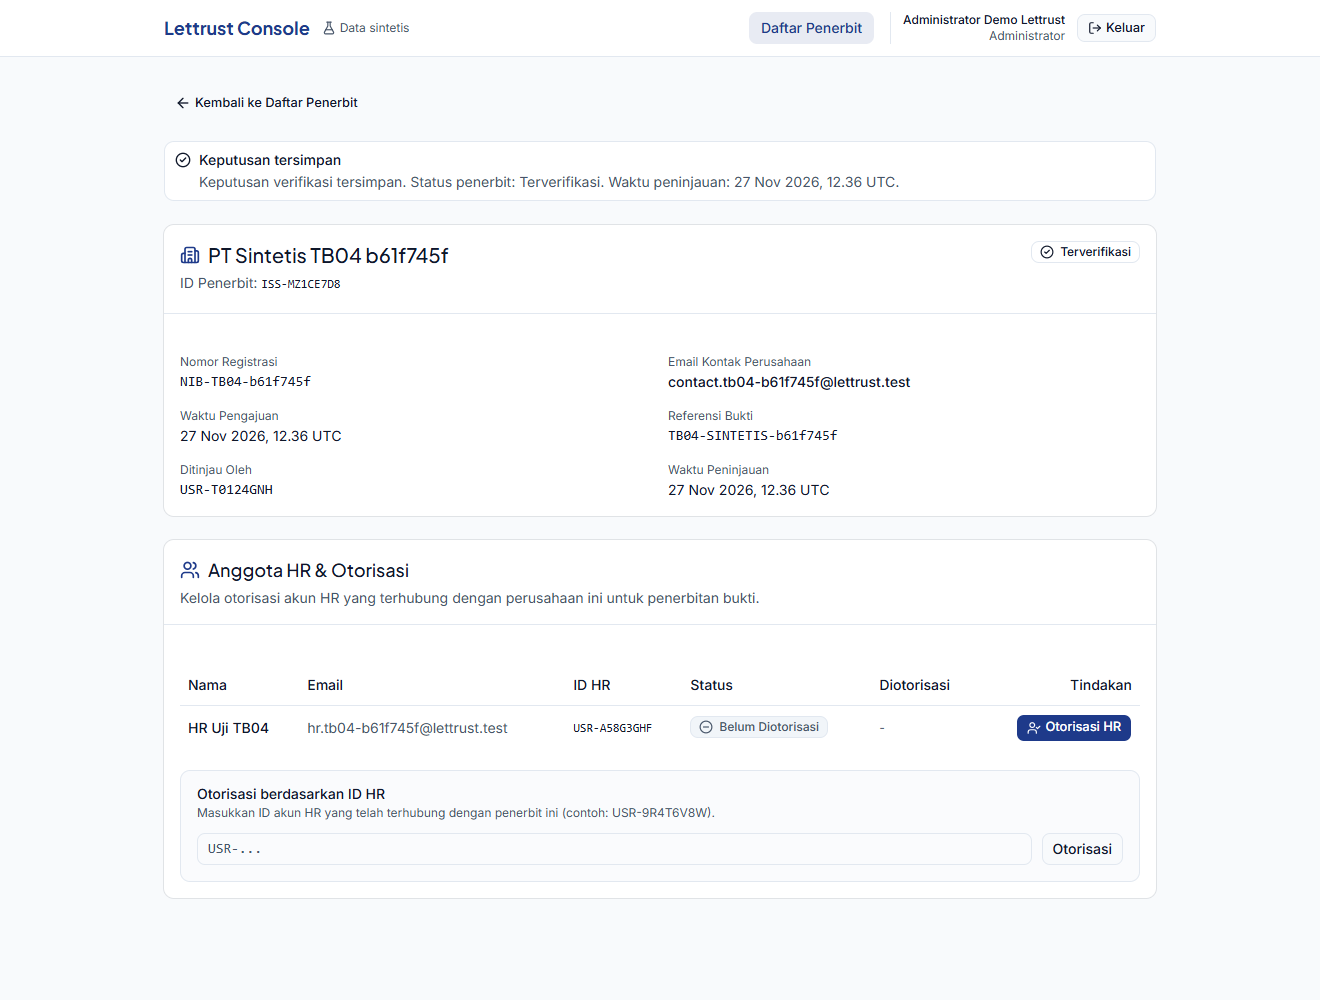 Lettrust Console
Data sintetis
Daftar Penerbit
Administrator Demo Lettrust
Administrator
Keluar
Kembali ke Daftar Penerbit
Keputusan tersimpan
Keputusan verifikasi tersimpan. Status penerbit: Terverifikasi. Waktu peninjauan: 27 Nov 2026, 12.36 UTC.
PT Sintetis TB04 b61f745f
Terverifikasi
ID Penerbit: ISS-MZ1CE7D8
Nomor Registrasi
NIB-TB04-b61f745f
Email Kontak Perusahaan
contact.tb04-b61f745f@lettrust.test
Waktu Pengajuan
27 Nov 2026, 12.36 UTC
Referensi Bukti
TB04-SINTETIS-b61f745f
Ditinjau Oleh
USR-T0124GNH
Waktu Peninjauan
27 Nov 2026, 12.36 UTC
Anggota HR & Otorisasi
Kelola otorisasi akun HR yang terhubung dengan perusahaan ini untuk penerbitan bukti.
Nama Email ID HR Status Diotorisasi Tindakan
HR Uji TB04 hr.tb04-b61f745f@lettrust.test USR-A58G3GHF Belum Diotorisasi - Otorisasi HR
Otorisasi berdasarkan ID HR
Masukkan ID akun HR yang telah terhubung dengan penerbit ini (contoh: USR-9R4T6V8W).
USR-...
Otorisasi